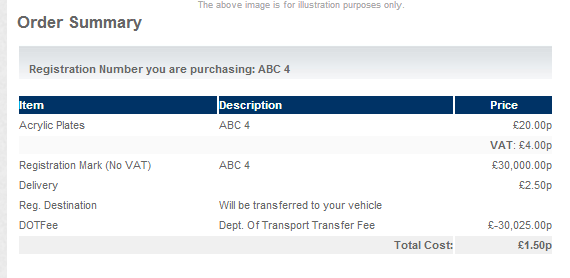 The above image is for illustration purposes only.
Order Summary
Registration Number you are purchasing: ABC 4
Item Description Price
Acrylic Plates ABC 4 £20.00p
VAT: £4.00p
Registration Mark (No VAT) ABC 4 £30,000.00p
Delivery £2.50p
Reg. Destination Will be transferred to your vehicle
DOTFee Dept. Of Transport Transfer Fee £-30,025.00p
Total Cost: £1.50p